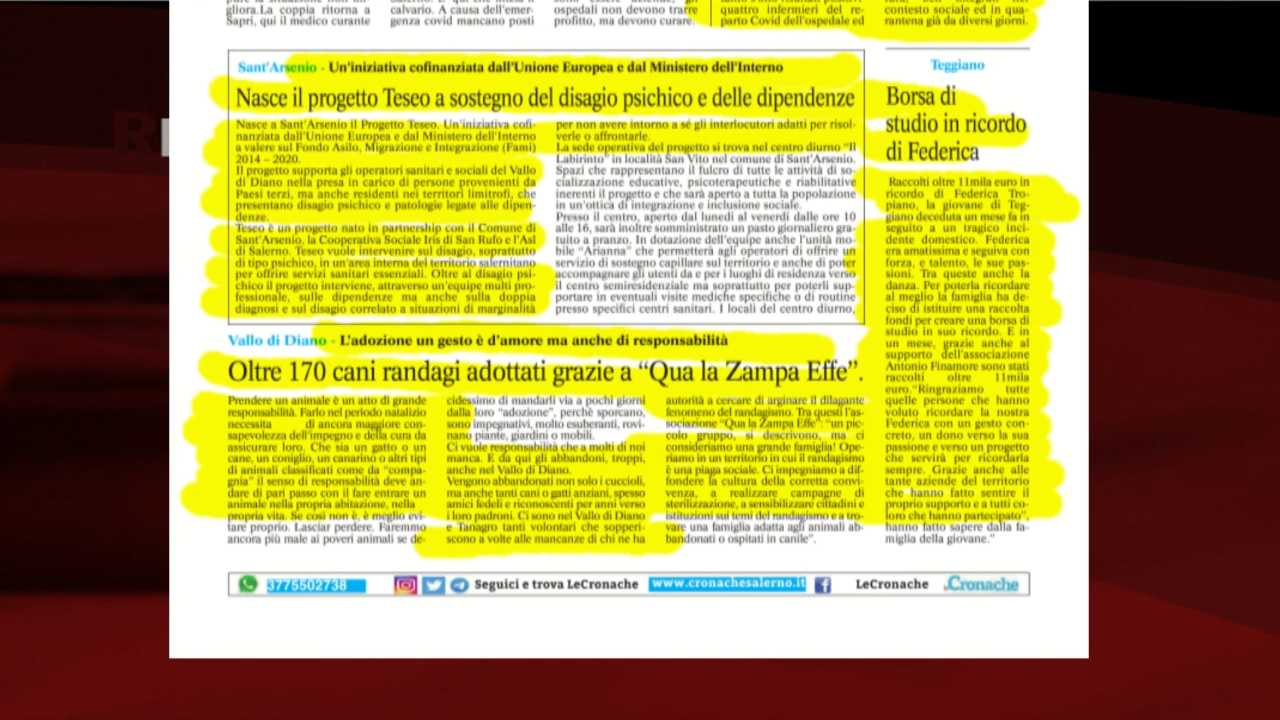 gliora.La coppia ritorna a
Sapri, qui il medico curante
calvario. A causa dell'emer-
genza covid mancano posti
ospedali non devono trarre
profitto, ma devono curare.
quattro infermieri del re-
parto Covid dell'ospedale ed
contesto sociale ed in qua-
rantena già da diversi giorni.
Sant'Arsenio - Un'iniziativa cofinanziata dall'Unione Europea e dal Ministero dell'Interno
Nasce il progetto Teseo a sostegno del disagio psichico e delle dipendenze
Nasce a Sant'Arsenio il Progetto Teseo. Un'iniziativa cofi-
nanziata dall'Unione Europea e dal Ministero dell'Interno
a valere sul Fondo Asilo, Migrazione e Integrazione (Fami)
2014 – 2020.
Il progetto supporta gli operatori sanitari e sociali del Vallo
di Diano nella presa in carico di persone provenienti da
Paesi terzi, ma anche residenti nei territori limitrofi, che
presentano disagio psichico e patologie legate alle dipen-
denze.
Teseo è un progetto nato in partnership con il Comune di
Sant'Arsenio, la Cooperativa Sociale Iris di San Rufo e l'Asl
di Salerno. Teseo vuole intervenire sul disagio, soprattutto
di tipo psichico, in un'area interna del territorio salernitano
per offrire servizi sanitari essenziali. Oltre al disagio psi-
chico il progetto interviene, attraverso un'equipe multi pro-
fessionale, sulle dipendenze ma anche sulla doppia
diagnosi e sul disagio correlato a situazioni di marginalità
per non avere intorno a sé gli interlocutori adatti per risol-
verle o affrontarle.
La sede operativa del progetto si trova nel centro diurno "Il
Labirinto" in località San Vito nel comune di Sant'Arsenio.
Spazi che rappresentano il fulcro di tutte le attività di so-
cializzazione educative, psicoterapeutiche e riabilitative
inerenti il progetto e che sarà aperto a tutta la popolazione
in un'ottica di integrazione e inclusione sociale.
Presso il centro, aperto dal lunedì al venerdì dalle ore 10
alle 16, sarà inoltre somministrato un pasto giornaliero gra-
tuito a pranzo. In dotazione dell'equipe anche l'unità mo-
bile "Arianna" che permetterà agli operatori di offrire un
servizio di sostegno capillare sul territorio e anche di poter
accompagnare gli utenti da e per i luoghi di residenza verso
il centro semiresidenziale ma soprattutto per poterli sup-
portare in eventuali visite mediche specifiche o di routine
presso specifici centri sanitari. I locali del centro diurno,
Teggiano
Borsa di
studio in ricordo
di Federica
Raccolti oltre 11mila euro in
ricordo di Federica Tro-
piano, la giovane di Teg-
giano deceduta un mese fa in
seguito a un tragico inci-
dente domestico. Federica
era amatissima e seguiva con
forza, e talento, le sue pas-
sioni. Tra queste anche la
danza. Per poterla ricordare
al meglio la famiglia ha de-
ciso di istituire una raccolta
fondi per creare una borsa di
studio in suo ricordo. E in
un mese, grazie anche al
supporto dell'associazione
Antonio Finamore sono stati
raccolti oltre 11mila
euro."Ringraziamo tutte
quelle persone che hanno
voluto ricordare la nostra
Federica con un gesto con-
creto, un dono verso la sua
passione e verso un progetto
che servirà per ricordarla
sempre. Grazie anche alle
tante aziende del territorio
che hanno fatto sentire il
proprio supporto e a tutti co-
loro che hanno partecipato",
hanno fatto sapere dalla fa-
miglia della giovane."
Vallo di Diano - L'adozione un gesto è d'amore ma anche di responsabilità
Oltre 170 cani randagi adottati grazie a "Qua la Zampa Effe".
Prendere un animale è un atto di grande
responsabilità. Farlo nel periodo natalizio
necessita di ancora maggiore con-
sapevolezza dell'impegno e della cura da
assicurare loro. Che sia un gatto o un
cane, un coniglio, un canarino o altri tipi
di animali classificati come da "compa-
gnia" il senso di responsabilità deve an-
dare di pari passo con il fare entrare un
animale nella propria abitazione, nella
propria vita. Se così non è, è meglio evi-
tare proprio. Lasciar perdere. Faremmo
ancora più male ai poveri animali se de-
cidessimo di mandarli via a pochi giorni
dalla loro "adozione", perchè sporcano,
sono impegnativi, molto esuberanti, rovi-
nano piante, giardini o mobili.
Ci vuole responsabilità che a molti di noi
manca. E da qui gli abbandoni, troppi,
anche nel Vallo di Diano.
Vengono abbandonati non solo i cuccioli,
ma anche tanti cani o gatti anziani, spesso
amici fedeli e riconoscenti per anni verso
i loro padroni. Ci sono nel Vallo di Diano
e Tanagro tanti volontari che sopperi-
scono a volte alle mancanze di chi ne ha
autorità a cercare di arginare il dilagante
fenomeno del randagismo. Tra questi l'as-
sociazione "Qua la Zampa Effe": "un pic-
colo gruppo, si descrivono, ma ci
consideriamo una grande famiglia! Ope-
riamo in un territorio in cui il randagismo
è una piaga sociale. Ci impegniamo a dif-
fondere la cultura della corretta convi-
venza, a realizzare campagne di
sterilizzazione, a sensibilizzare cittadini e
istituzioni sui temi del randagismo e a tro-
vare una famiglia adatta agli animali ab-
bandonati o ospitati in canile".
3775502738
Seguici e trova LeCronache
www.cronachesalerno.it
LeCronache
Cronache